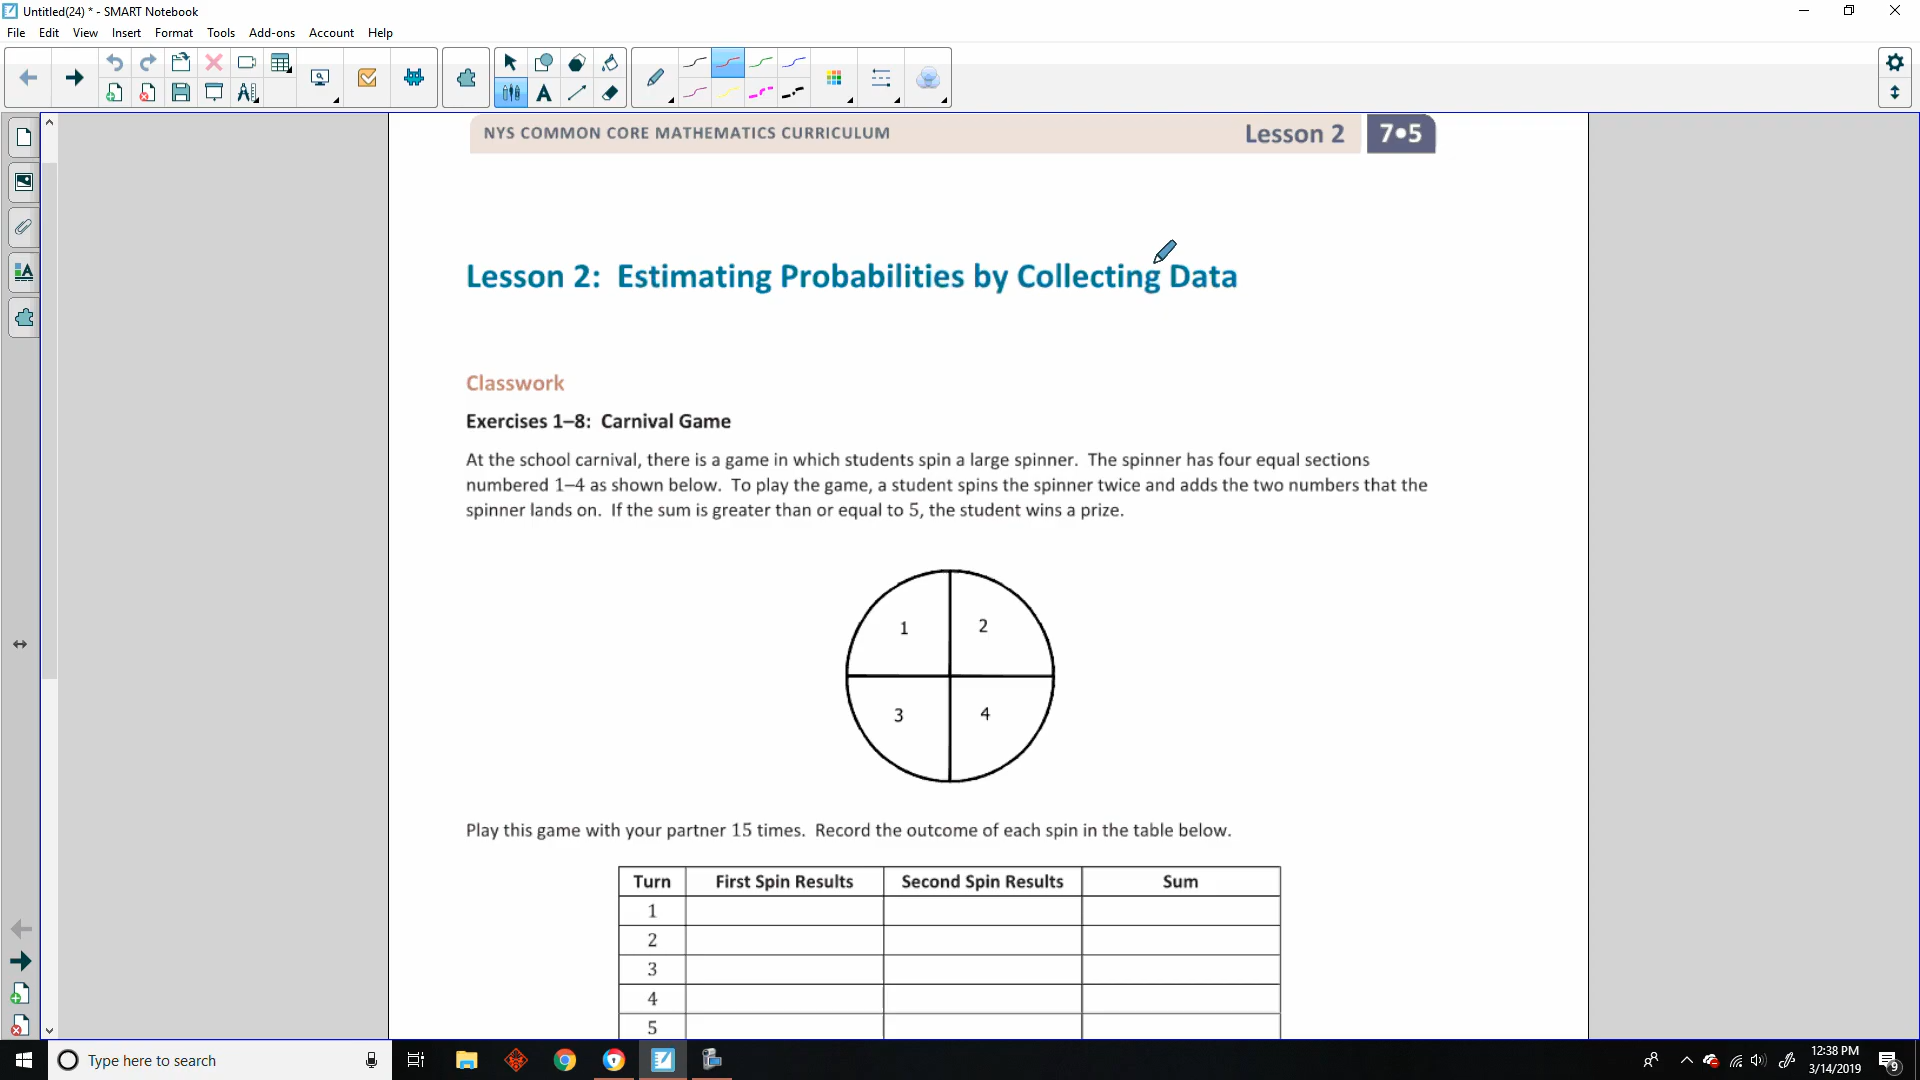 Untitled(24) * - SMART Notebook
File Edit View Insert Format Tools Add-ons Account Help
NYS COMMON CORE MATHEMATICS CURRICULUM Lesson 2 7•5
Lesson 2: Estimating Probabilities by Collecting Data
Classwork
Exercises 1–8: Carnival Game
At the school carnival, there is a game in which students spin a large spinner. The spinner has four equal sections
numbered 1–4 as shown below. To play the game, a student spins the spinner twice and adds the two numbers that the
spinner lands on. If the sum is greater than or equal to 5, the student wins a prize.
1 2
3 4
Play this game with your partner 15 times. Record the outcome of each spin in the table below.
Turn First Spin Results Second Spin Results Sum
1
2
3
4
5
Type here to search
12:38 PM
3/14/2019
9